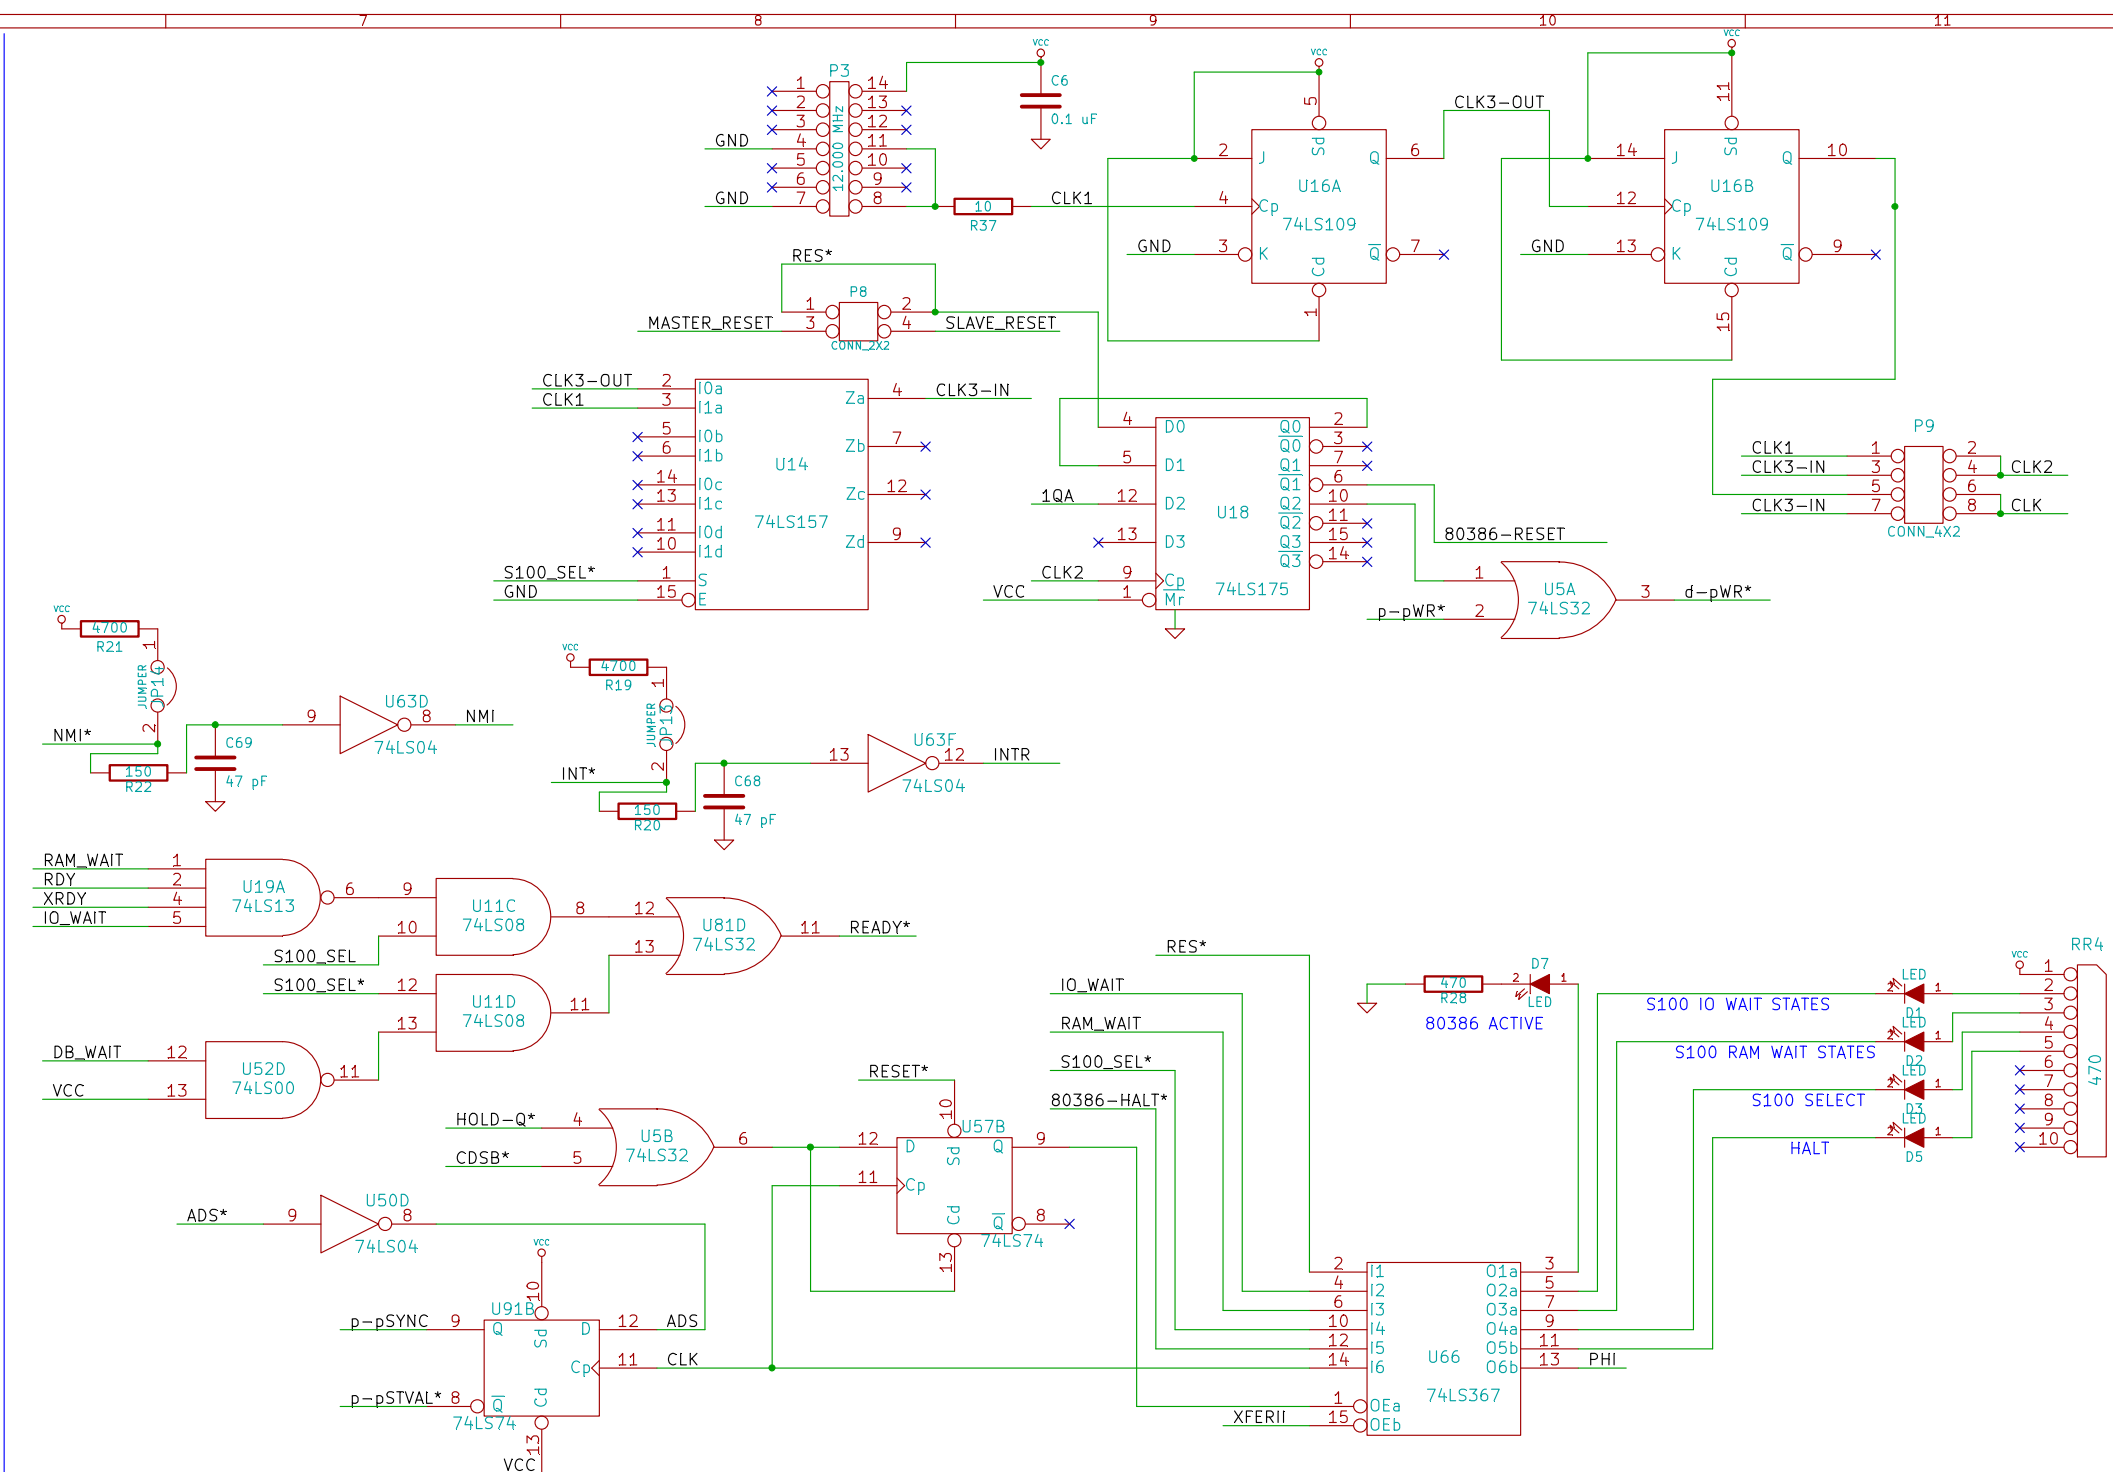 7 8 9 10 11
P3
1 14
2 13
3 12
4 11
5 10
6 9
7 8
12.000 MHz
GND
GND
VCC
C6
0.1 uF
10
R37
CLK1
VCC
5
2 J Sd Q 6
U16A
4 Cp
74LS109
GND 3 K Cd Q 7
1
CLK3-OUT
VCC
11
14 J Sd Q 10
U16B
12 Cp
74LS109
GND 13 K Cd Q 9
15
RES*
P8
1 2
MASTER_RESET 3 4 SLAVE_RESET
CONN_2X2
CLK3-OUT 2 I0a Za 4 CLK3-IN
CLK1 3 I1a
5 I0b Zb 7
6 I1b
U14
14 I0c Zc 12
13 I1c
74LS157
11 I0d Zd 9
10 I1d
S100_SEL* 1 S
GND 15 E
4 D0 Q0 2
Q0 3
5 D1 Q1 7
Q1 6
1QA 12 D2 Q2 10
U18
Q2 11
13 D3 Q3 15
Q3 14
CLK2 9 Cp
74LS175
VCC 1 Mr
80386-RESET
1
U5A
74LS32
p-pWR* 2
3 d-pWR*
P9
CLK1 1 2
CLK3-IN 3 4 CLK2
5 6
CLK3-IN 7 8 CLK
CONN_4X2
VCC
4700
R21
1
JUMPER
JP14
2
NMI*
150
R22
C69
47 pF
9 U63D 8 NMI
74LS04
VCC
4700
R19
1
JUMPER
2
INT*
150
R20
C68
47 pF
13 U63F 12 INTR
74LS04
RAM_WAIT 1
RDY 2
XRDY 4
IO_WAIT 5
U19A
74LS13
6 9
U11C
74LS08
8 12
10
S100_SEL
U81D
74LS32
13
11 READY*
S100_SEL* 12
U11D
74LS08
11
13
DB_WAIT 12
U52D
74LS00
11
VCC 13
HOLD-Q* 4
U5B
74LS32
6
CDSB* 5
RESET*
10
U57B
12 D Sd Q 9
11 Cp
Cd Q 8
74LS74
13
ADS* 9 U50D 8
74LS04
VCC
10
U91B
p-pSYNC 9 Q Sd D 12 ADS
Cp 11 CLK
p-pSTVAL* 8 Q Cd
74LS74
13
VCC
RES*
IO_WAIT
RAM_WAIT
S100_SEL*
80386-HALT*
470
R28
2 D7 1
LED
80386 ACTIVE
2 I1 O1a 3
4 I2 O2a 5
6 I3 O3a 7
10 I4 O4a 9
12 I5 O5b 11
14 I6 O6b 13 PHI
U66
74LS367
1 OEa
XFERII 15 OEb
S100 IO WAIT STATES
2 LED 1
D1
S100 RAM WAIT STATES
2 LED 1
D2
S100 SELECT
2 LED 1
D3
HALT
2 LED 1
D5
RR4
VCC
1
2
3
4
5
6
7
8
9
10
470